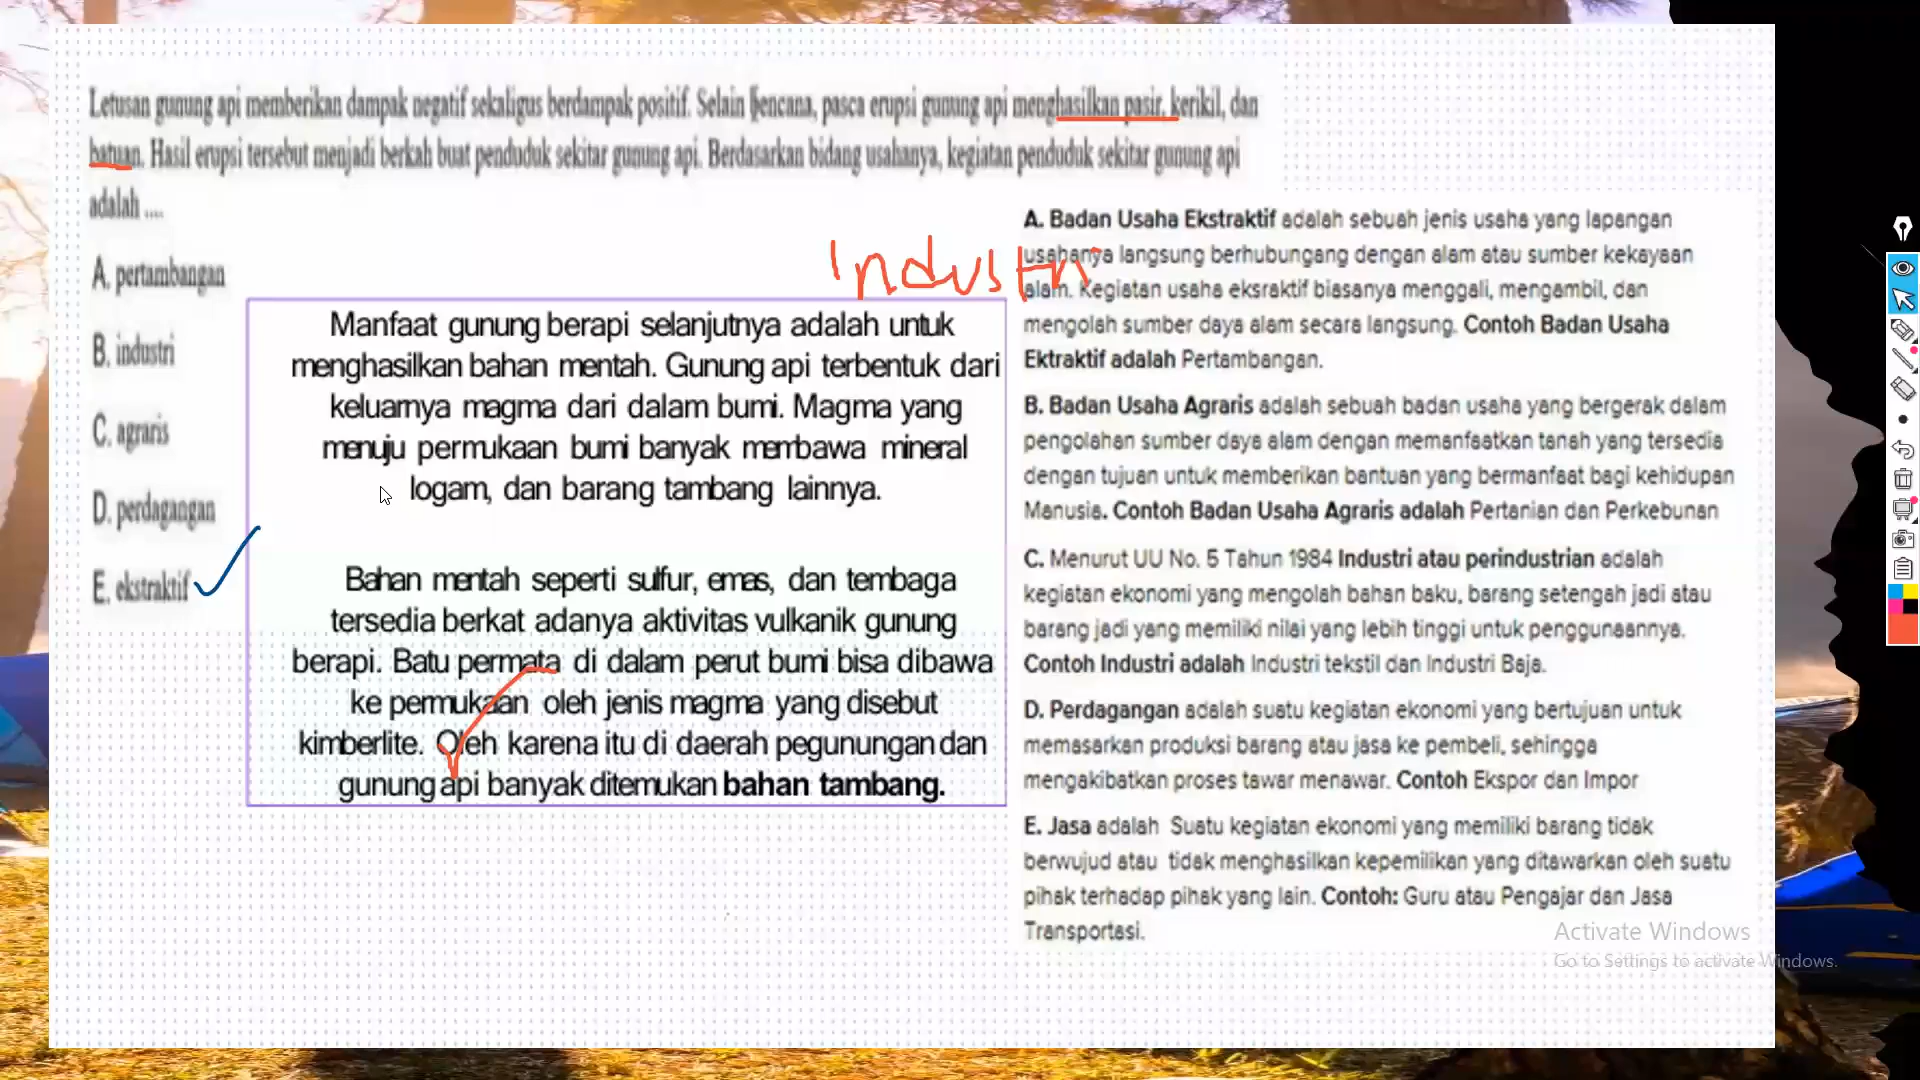 Letusan gunung api memberikan dampak negatif sekaligus berdampak positif. Selain bencana, pasca erupsi gunung api menghasilkan pasir, kerikil, dan
batuan. Hasil erupsi tersebut menjadi berkah buat penduduk sekitar gunung api. Berdasarkan bidang usahanya, kegiatan penduduk sekitar gunung api
adalah ....
A. pertambangan
B. industri
C. agraris
D. perdagangan
E. ekstraktif
Industri
Manfaat gunung berapi selanjutnya adalah untuk
menghasilkan bahan mentah. Gunung api terbentuk dari
keluarnya magma dari dalam bumi. Magma yang
menuju permukaan bumi banyak membawa mineral
logam, dan barang tambang lainnya.
Bahan mentah seperti sulfur, emas, dan tembaga
tersedia berkat adanya aktivitas vulkanik gunung
berapi. Batu permata di dalam perut bumi bisa dibawa
ke permukaan oleh jenis magma yang disebut
kimberlite. Oleh karena itu di daerah pegunungan dan
gunung api banyak ditemukan bahan tambang.
A. Badan Usaha Ekstraktif adalah sebuah jenis usaha yang lapangan
usahanya langsung berhubungang dengan alam atau sumber kekayaan
alam. Kegiatan usaha eksraktif biasanya menggali, mengambil, dan
mengolah sumber daya alam secara langsung. Contoh Badan Usaha
Ektraktif adalah Pertambangan.
B. Badan Usaha Agraris adalah sebuah badan usaha yang bergerak dalam
pengolahan sumber daya alam dengan memanfaatkan tanah yang tersedia
dengan tujuan untuk memberikan bantuan yang bermanfaat bagi kehidupan
Manusia. Contoh Badan Usaha Agraris adalah Pertanian dan Perkebunan
C. Menurut UU No. 5 Tahun 1984 Industri atau perindustrian adalah
kegiatan ekonomi yang mengolah bahan baku, barang setengah jadi atau
barang jadi yang memiliki nilai yang lebih tinggi untuk penggunaannya.
Contoh Industri adalah Industri tekstil dan Industri Baja.
D. Perdagangan adalah suatu kegiatan ekonomi yang bertujuan untuk
memasarkan produksi barang atau jasa ke pembeli, sehingga
mengakibatkan proses tawar menawar. Contoh Ekspor dan Impor
E. Jasa adalah Suatu kegiatan ekonomi yang memiliki barang tidak
berwujud atau tidak menghasilkan kepemilikan yang ditawarkan oleh suatu
pihak terhadap pihak yang lain. Contoh: Guru atau Pengajar dan Jasa
Transportasi.
Activate Windows
Go to Settings to activate Windows.